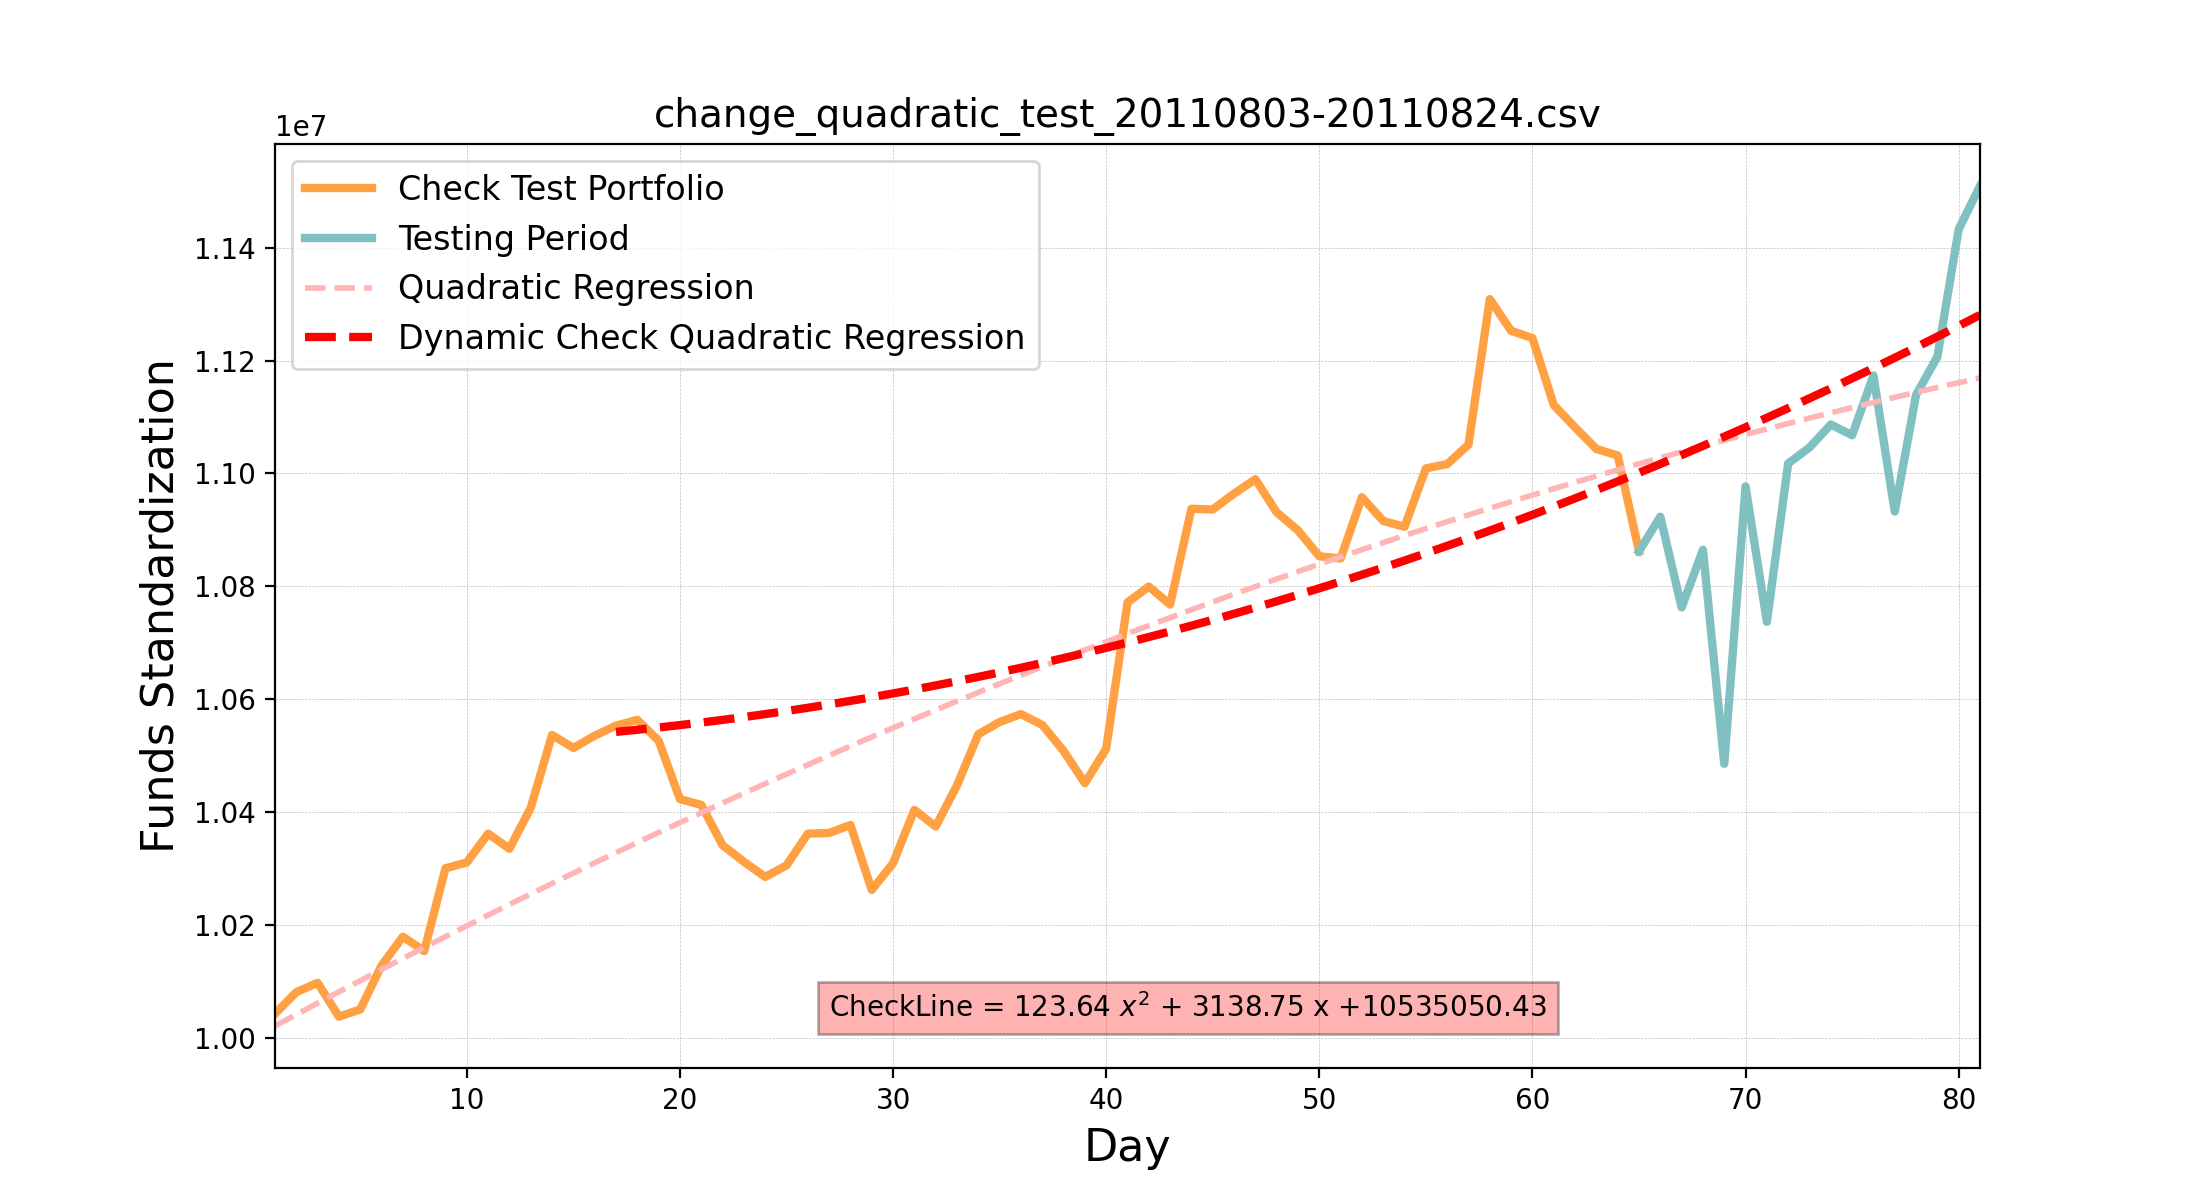 change_quadratic_test_20110803-20110824.csv
1e7
Check Test Portfolio
Testing Period
Quadratic Regression
Dynamic Check Quadratic Regression
1.14
1.12
1.10
1.08
1.06
1.04
1.02
1.00
Funds Standardization
CheckLine = 123.64 x² + 3138.75 x +10535050.43
10 20 30 40 50 60 70 80
Day